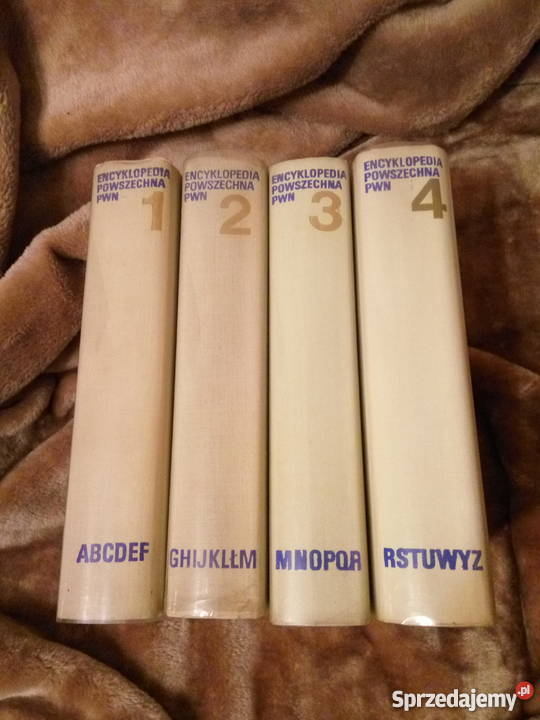 ENCYKLOPEDIA
POWSZECHNA
PWN
1
ABCDEF
ENCYKLOPEDIA
POWSZECHNA
PWN
2
GHIJKLŁM
ENCYKLOPEDIA
POWSZECHNA
PWN
3
MNOPQR
ENCYKLOPEDIA
POWSZECHNA
PWN
4
RSTUWYZ
Sprzedajemy.pl